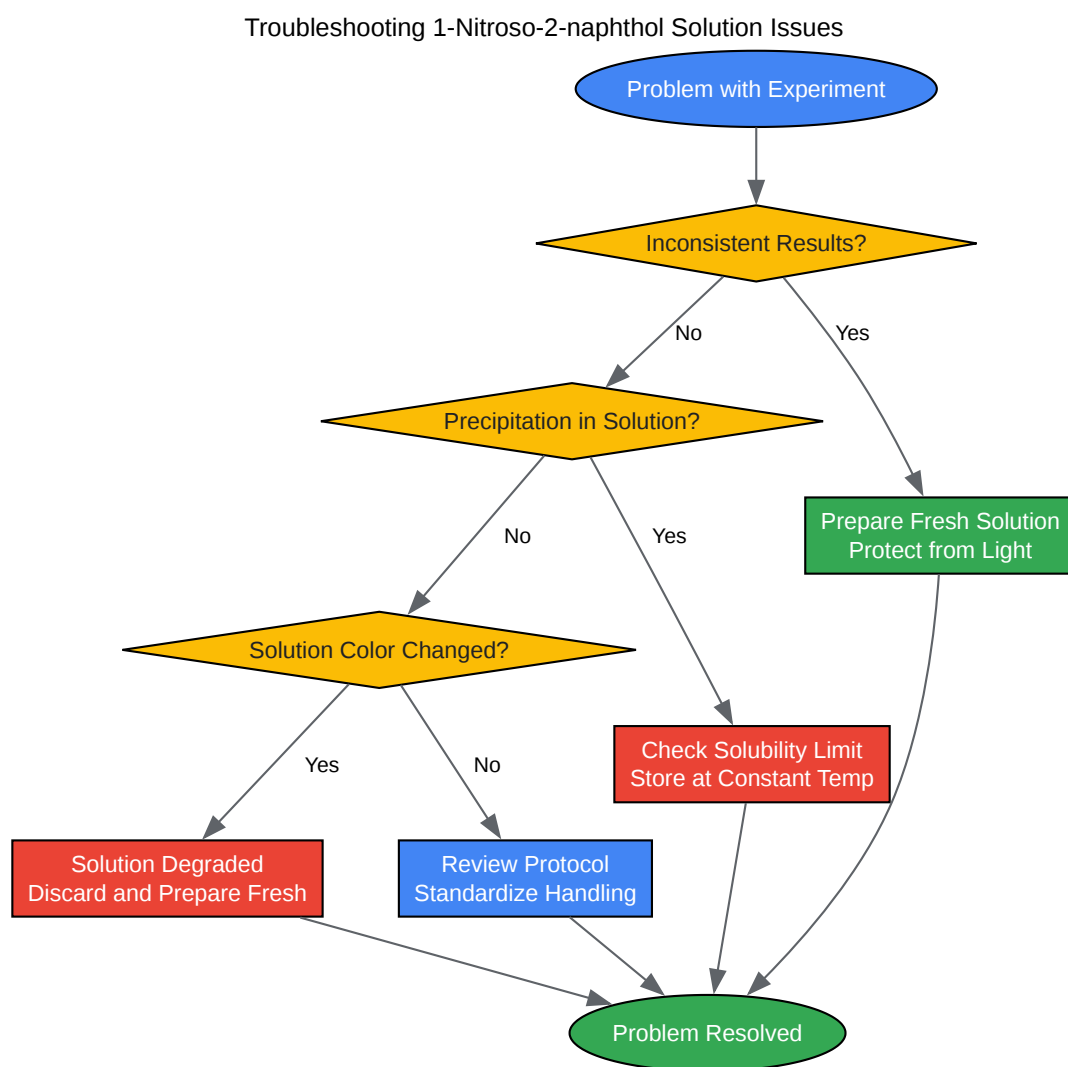 Troubleshooting 1-Nitroso-2-naphthol Solution Issues
Problem with Experiment
Inconsistent Results?
No
Yes
Precipitation in Solution?
Prepare Fresh Solution
Protect from Light
No
Yes
Solution Color Changed?
Check Solubility Limit
Store at Constant Temp
Yes
No
Solution Degraded
Discard and Prepare Fresh
Review Protocol
Standardize Handling
Problem Resolved